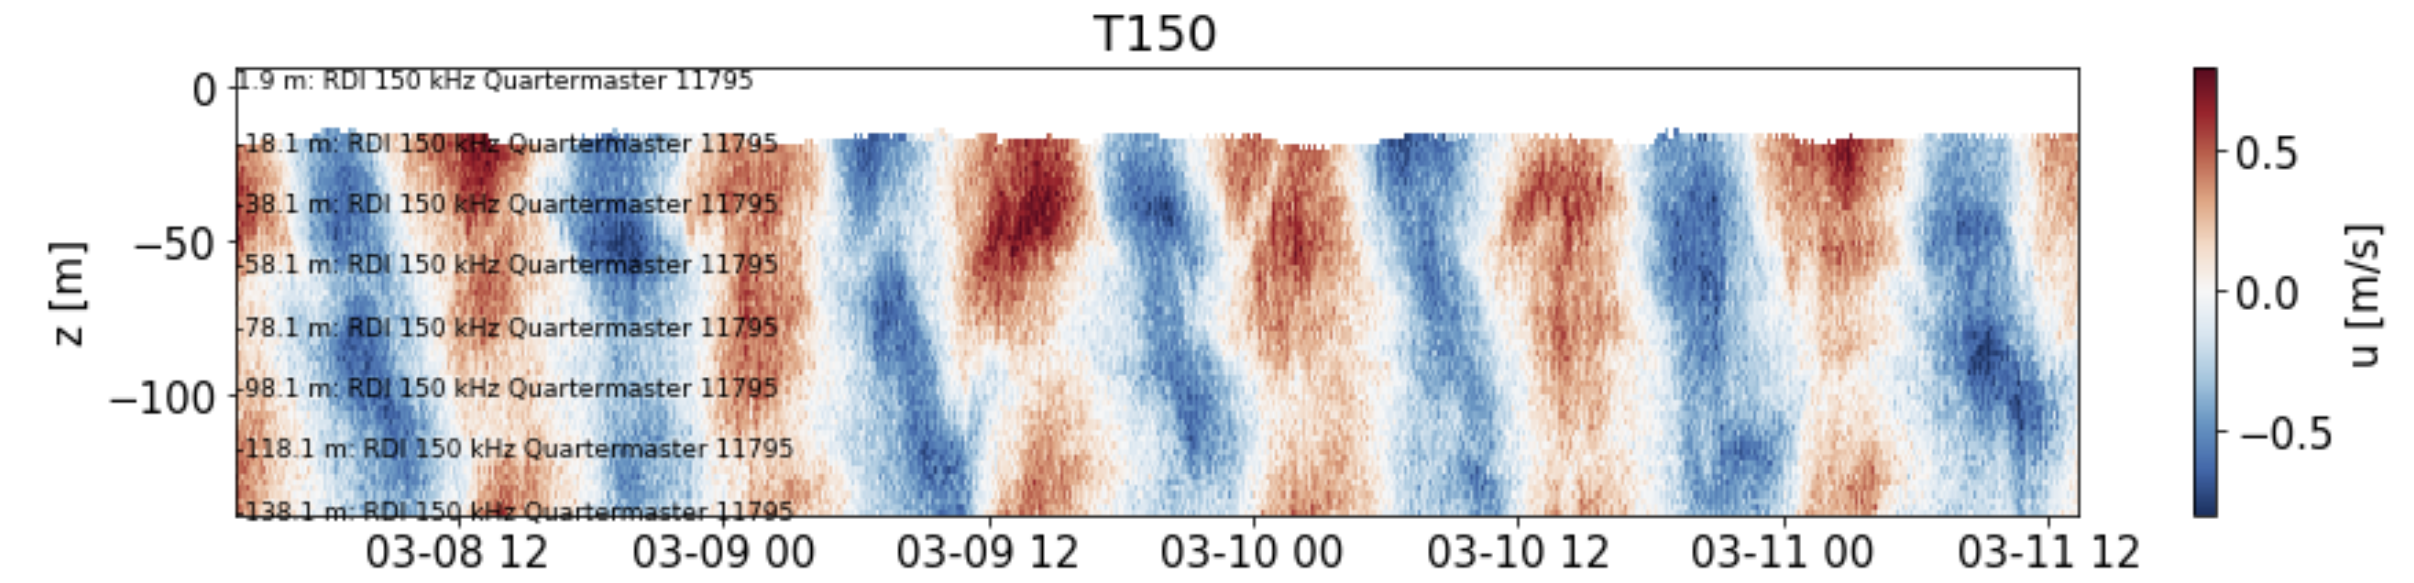 T150
0
−50
−100
z [m]
1.9 m: RDI 150 kHz Quartermaster 11795
-18.1 m: RDI 150 kHz Quartermaster 11795
-38.1 m: RDI 150 kHz Quartermaster 11795
-58.1 m: RDI 150 kHz Quartermaster 11795
-78.1 m: RDI 150 kHz Quartermaster 11795
-98.1 m: RDI 150 kHz Quartermaster 11795
-118.1 m: RDI 150 kHz Quartermaster 11795
-138.1 m: RDI 150 kHz Quartermaster 11795
03-08 12
03-09 00
03-09 12
03-10 00
03-10 12
03-11 00
03-11 12
0.5
0.0
−0.5
u [m/s]